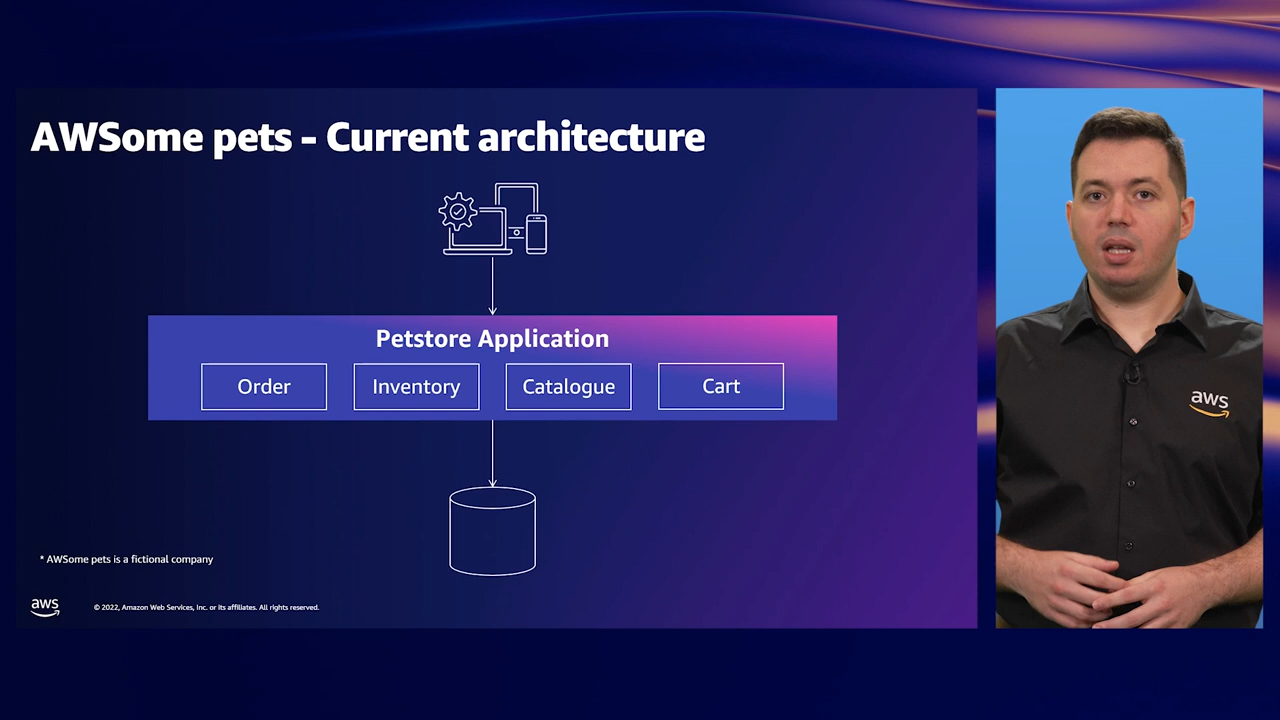 AWSome pets - Current architecture
Petstore Application
Order
Inventory
Catalogue
Cart
* AWSome pets is a fictional company
aws
© 2022, Amazon Web Services, Inc. or its affiliates. All rights reserved.
aws